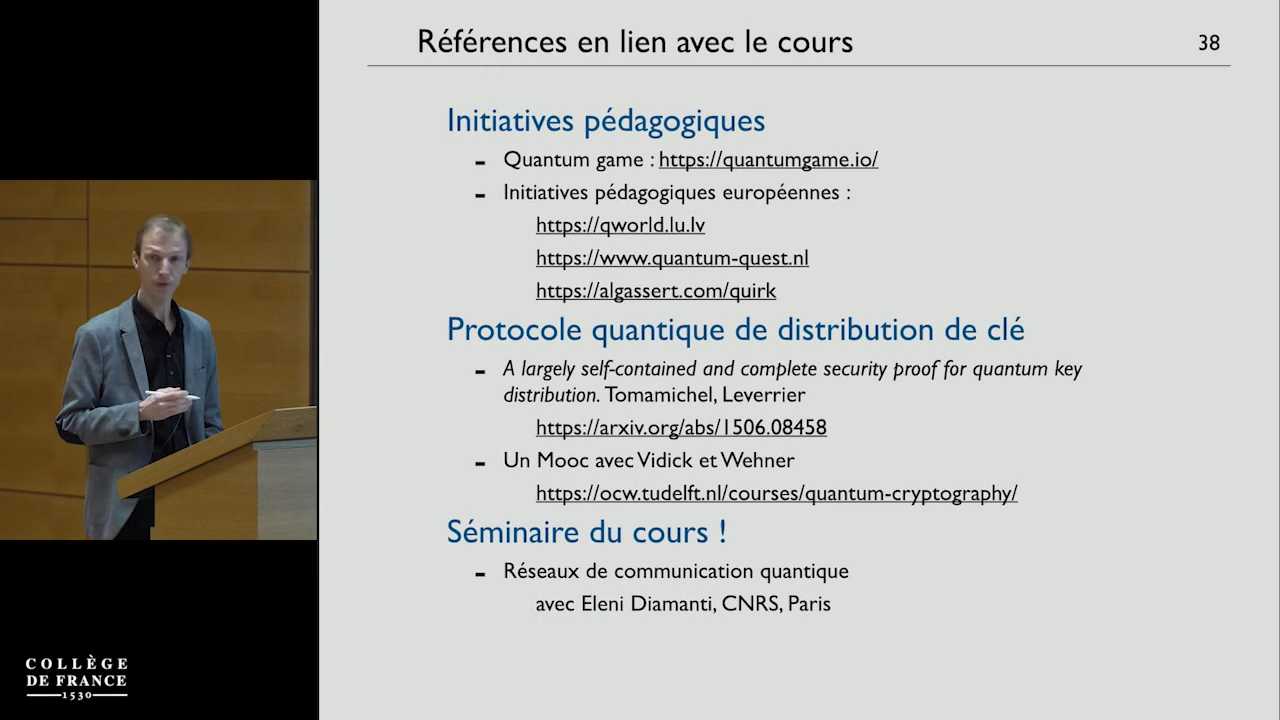 Références en lien avec le cours
38
Initiatives pédagogiques
- Quantum game : https://quantumgame.io/
- Initiatives pédagogiques européennes :
https://qworld.lu.lv
https://www.quantum-quest.nl
https://algassert.com/quirk
Protocole quantique de distribution de clé
- A largely self-contained and complete security proof for quantum key
distribution. Tomamichel, Leverrier
https://arxiv.org/abs/1506.08458
- Un Mooc avec Vidick et Wehner
https://ocw.tudelft.nl/courses/quantum-cryptography/
Séminaire du cours !
- Réseaux de communication quantique
avec Eleni Diamanti, CNRS, Paris
COLLÈGE
DE FRANCE
1530